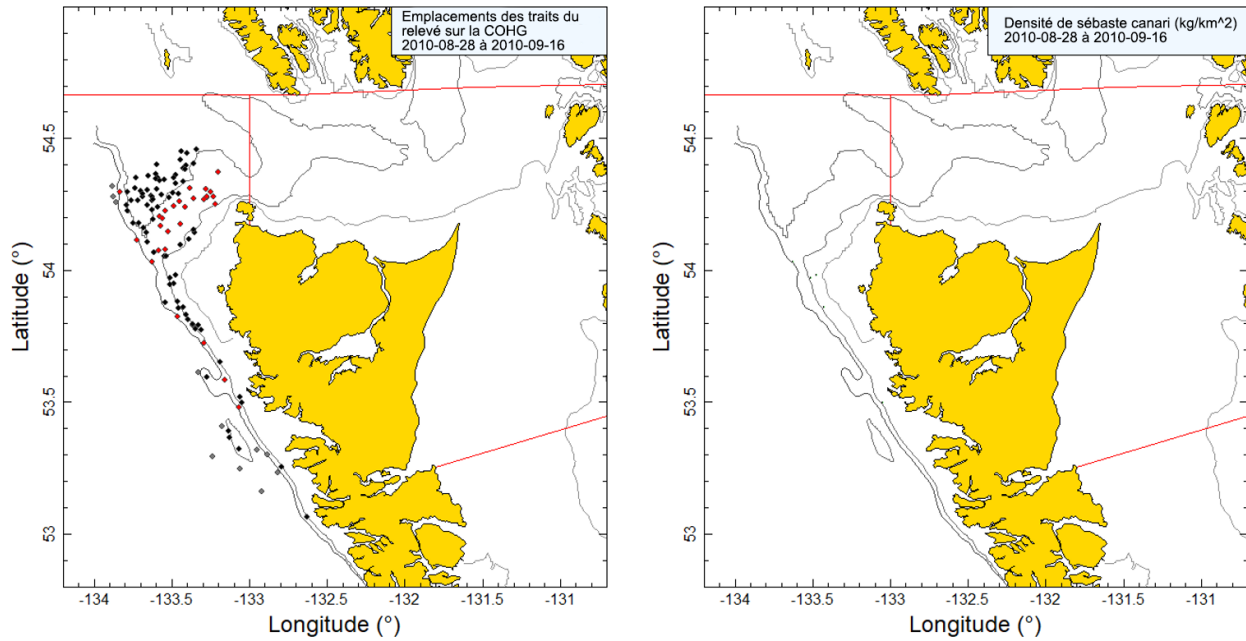 Emplacements des traits du
relevé sur la COHG
2010-08-28 à 2010-09-16
Latitude (°)
54.5
54
53.5
53
-134 -133.5 -133 -132.5 -132 -131.5 -131
Longitude (°)
Densité de sébaste canari (kg/km^2)
2010-08-28 à 2010-09-16
Latitude (°)
54.5
54
53.5
53
-134 -133.5 -133 -132.5 -132 -131.5 -131
Longitude (°)